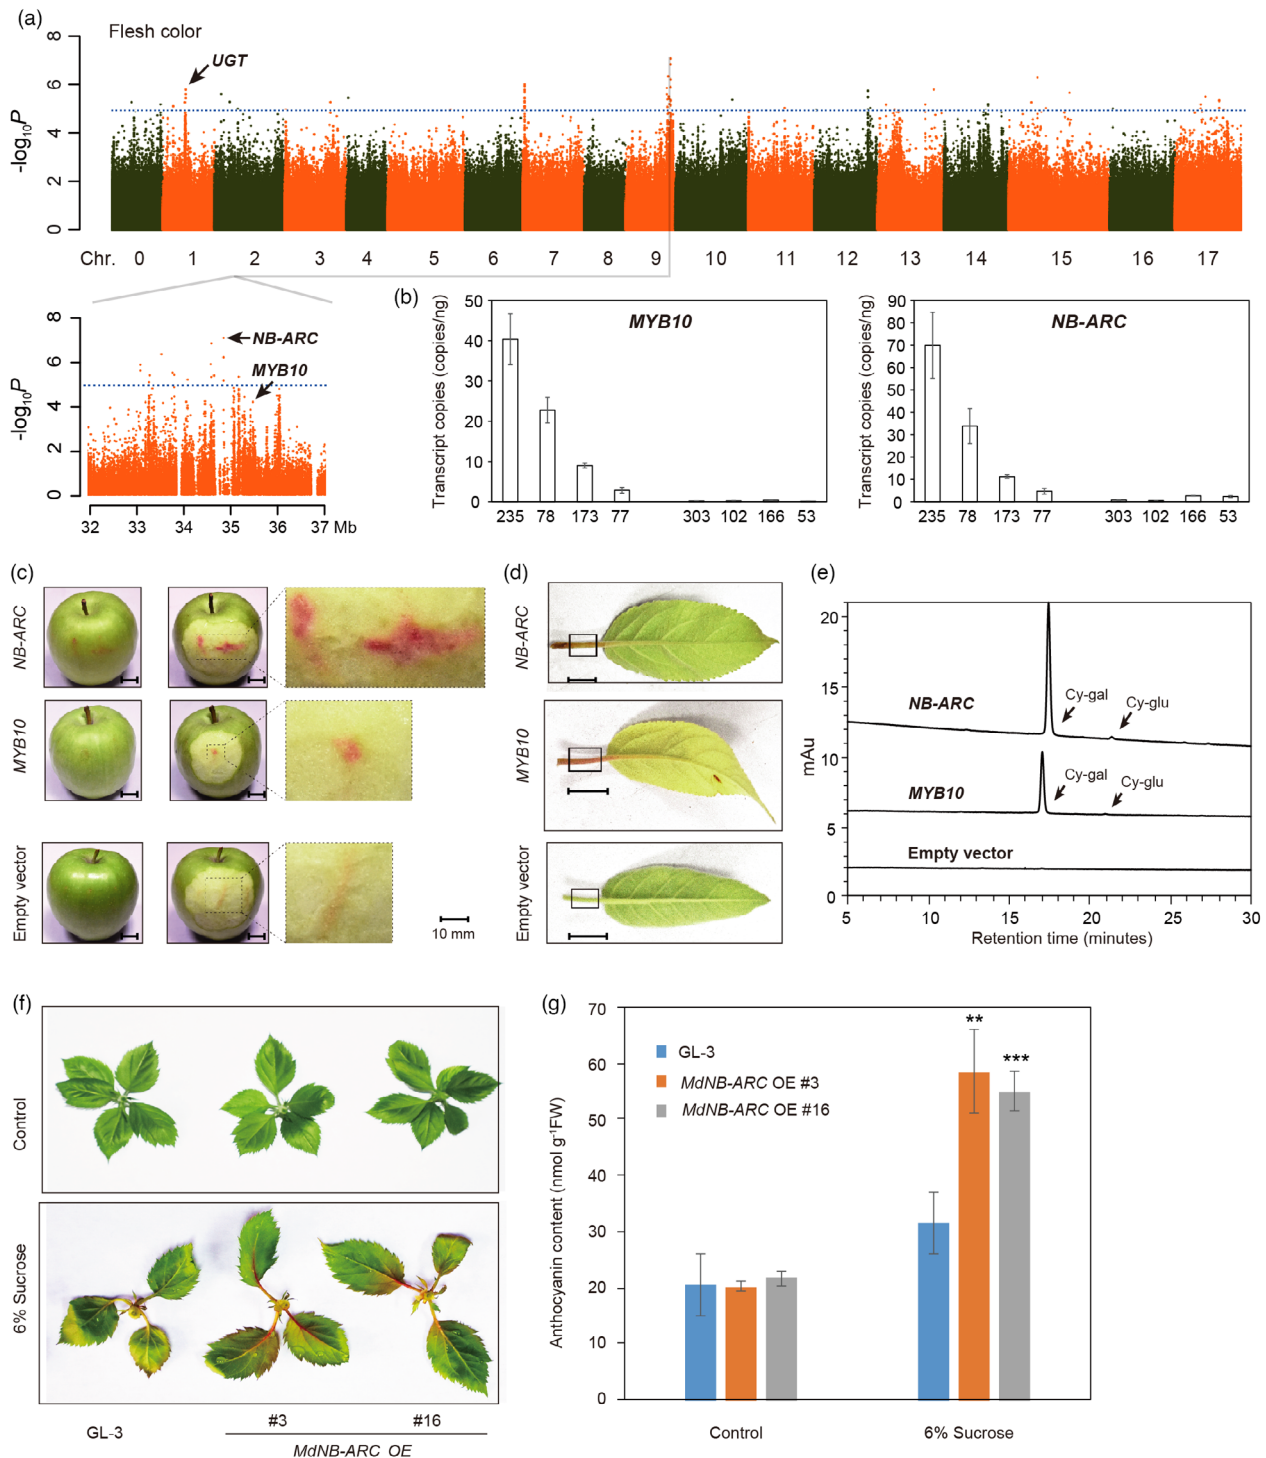 (a)
Flesh color
UGT
-log10P
8
6
4
2
0
Chr. 0 1 2 3 4 5 6 7 8 9 10 11 12 13 14 15 16 17
8
6
4
2
0
-log10P
NB-ARC
MYB10
32 33 34 35 36 37 Mb
(b)
Transcript copies (copies/ng)
50
40
30
20
10
0
MYB10
235 78 173 77 303 102 166 53
Transcript copies (copies/ng)
90
80
70
60
50
40
30
20
10
0
NB-ARC
235 78 173 77 303 102 166 53
(c)
NB-ARC
MYB10
Empty vector
10 mm
(d)
NB-ARC
MYB10
Empty vector
(e)
mAu
20
15
10
5
0
NB-ARC
Cy-gal
Cy-glu
MYB10
Cy-gal
Cy-glu
Empty vector
5 10 15 20 25 30
Retention time (minutes)
(f)
Control
6% Sucrose
GL-3
#3 #16
MdNB-ARC OE
(g)
Anthocyanin content (nmol g-1FW)
70
60
50
40
30
20
10
0
GL-3
MdNB-ARC OE #3
MdNB-ARC OE #16
**
***
Control 6% Sucrose